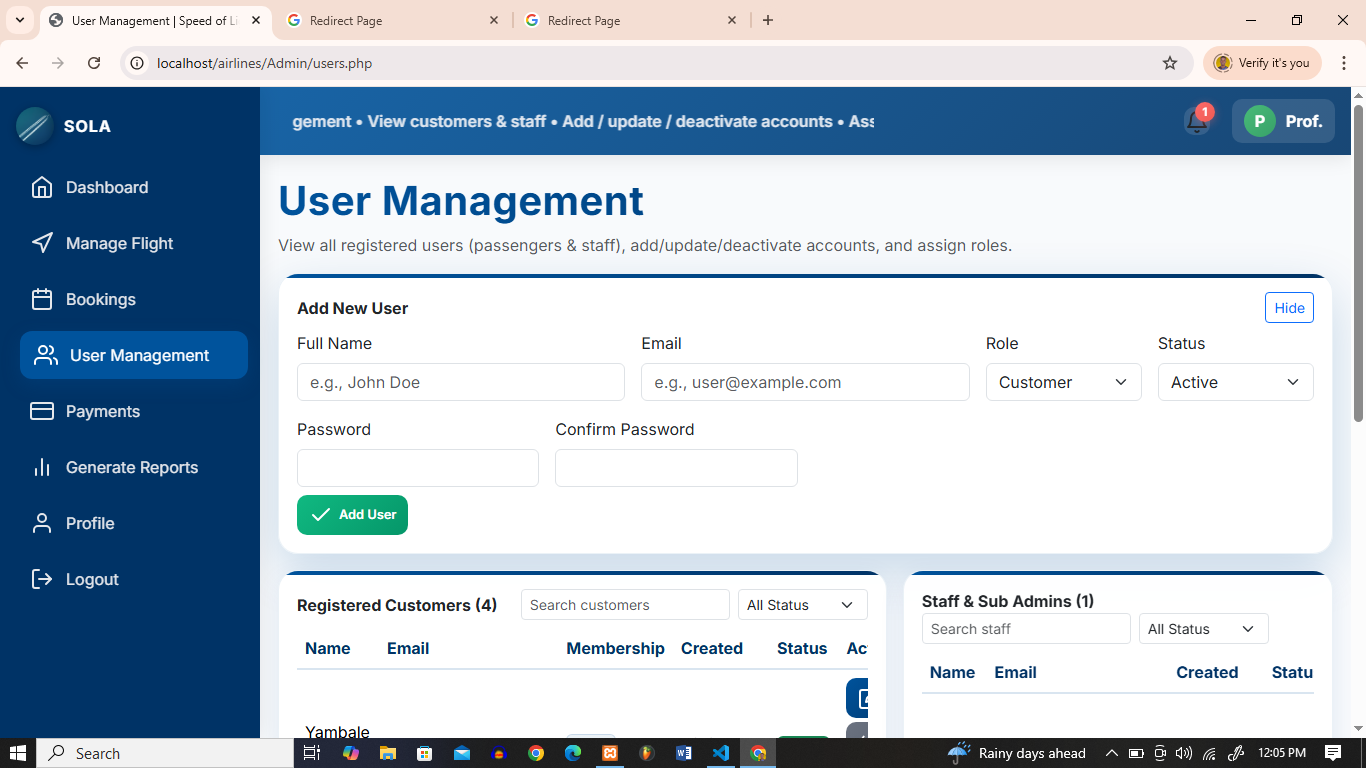 User Management | Speed of Li
Redirect Page
Redirect Page
localhost/airlines/Admin/users.php
Verify it's you
SOLA
gement • View customers & staff • Add / update / deactivate accounts • Ass
1
P
Prof.
Dashboard
Manage Flight
Bookings
User Management
Payments
Generate Reports
Profile
Logout
User Management
View all registered users (passengers & staff), add/update/deactivate accounts, and assign roles.
Add New User
Hide
Full Name
Email
Role
Status
e.g., John Doe
e.g., user@example.com
Customer
Active
Password
Confirm Password
Add User
Registered Customers (4)
Search customers
All Status
Name
Email
Membership
Created
Status
Act
Yambale
Staff & Sub Admins (1)
Search staff
All Status
Name
Email
Created
Statu
Search
Rainy days ahead
12:05 PM